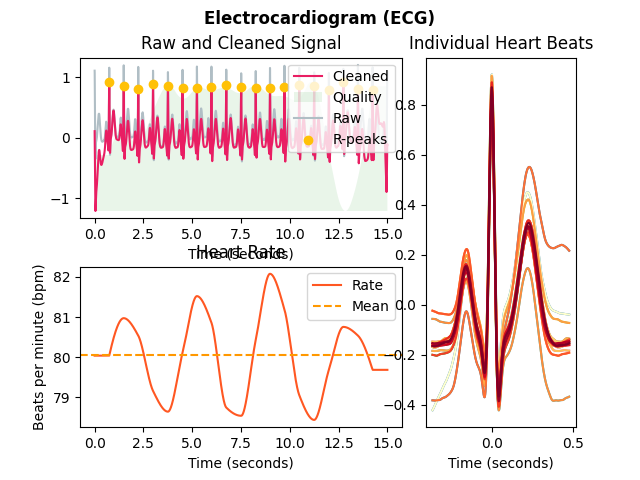 Electrocardiogram (ECG)
Raw and Cleaned Signal
1
0
−1
Cleaned
Quality
Raw
R-peaks
0.0 2.5 5.0 7.5 10.0 12.5 15.0
Time (seconds)
Heart Rate
Beats per minute (bpm)
82
81
80
79
Rate
Mean
0.0 2.5 5.0 7.5 10.0 12.5 15.0
Time (seconds)
Individual Heart Beats
0.8
0.6
0.4
0.2
0.0
−0.2
−0.4
0.0 0.5
Time (seconds)